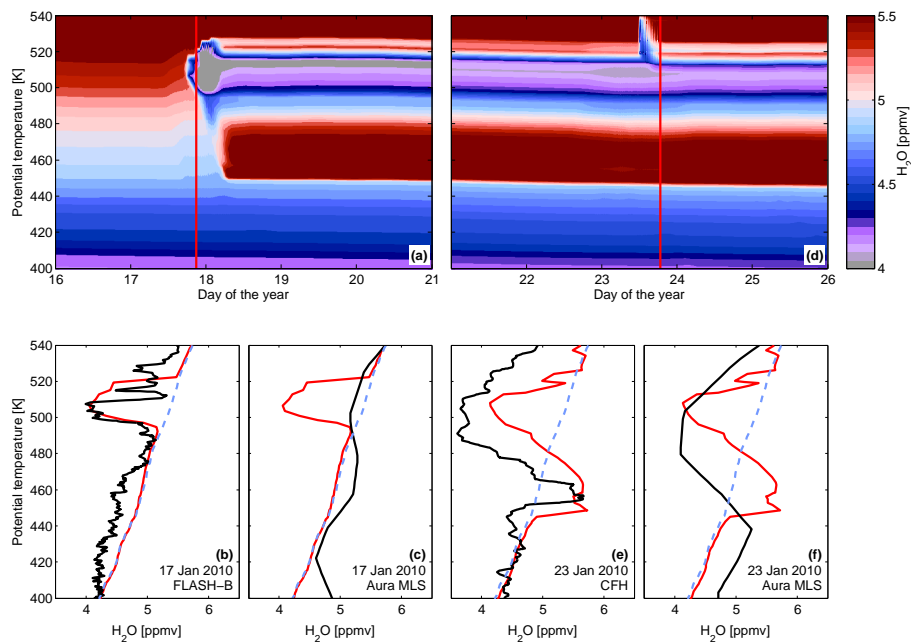 540
520
500
480
460
440
420
400
Potential temperature [K]
16 17 18 19 20 21
Day of the year
(a)
22 23 24 25 26
Day of the year
(d)
5.5
5
4.5
4
H2O [ppmv]
540
520
500
480
460
440
420
400
Potential temperature [K]
(b)
17 Jan 2010
FLASH−B
4 5 6
H2O [ppmv]
(c)
17 Jan 2010
Aura MLS
4 5 6
H2O [ppmv]
(e)
23 Jan 2010
CFH
4 5 6
H2O [ppmv]
(f)
23 Jan 2010
Aura MLS
4 5 6
H2O [ppmv]